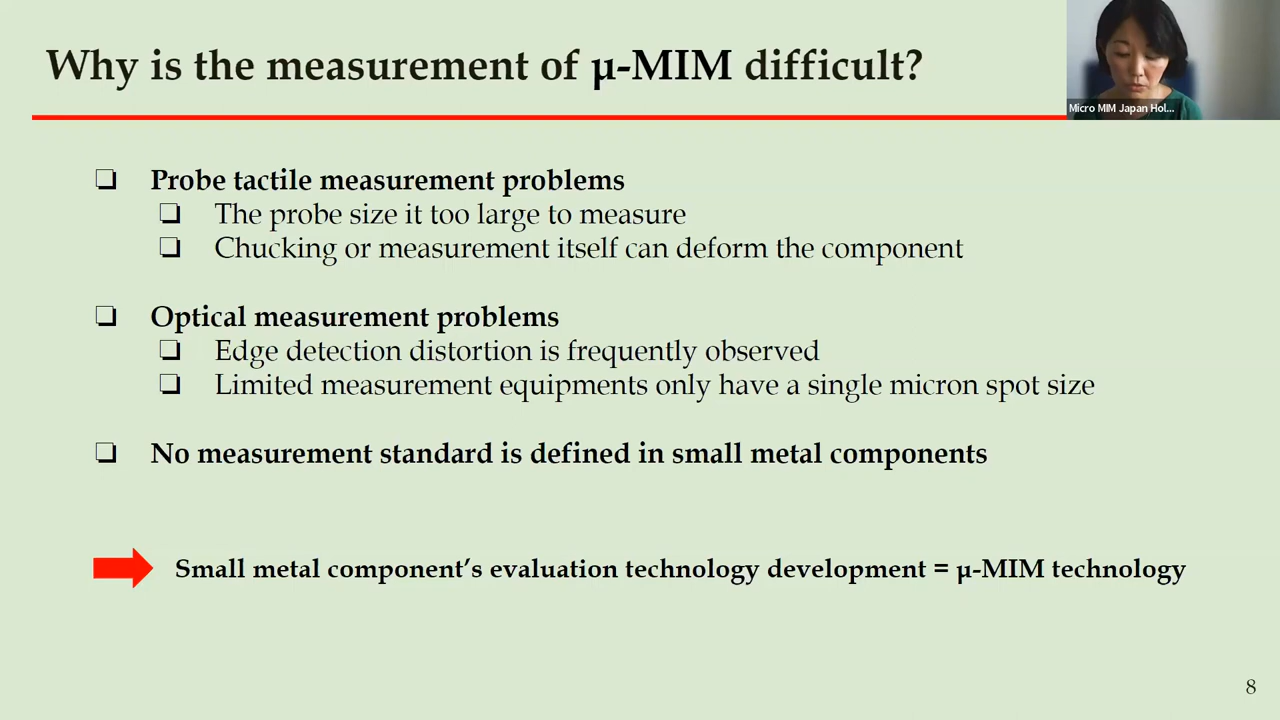 Why is the measurement of µ-MIM difficult?
Micro MIM Japan Hol...
❏ Probe tactile measurement problems
❏ The probe size it too large to measure
❏ Chucking or measurement itself can deform the component
❏ Optical measurement problems
❏ Edge detection distortion is frequently observed
❏ Limited measurement equipments only have a single micron spot size
❏ No measurement standard is defined in small metal components
Small metal component’s evaluation technology development = µ-MIM technology
8